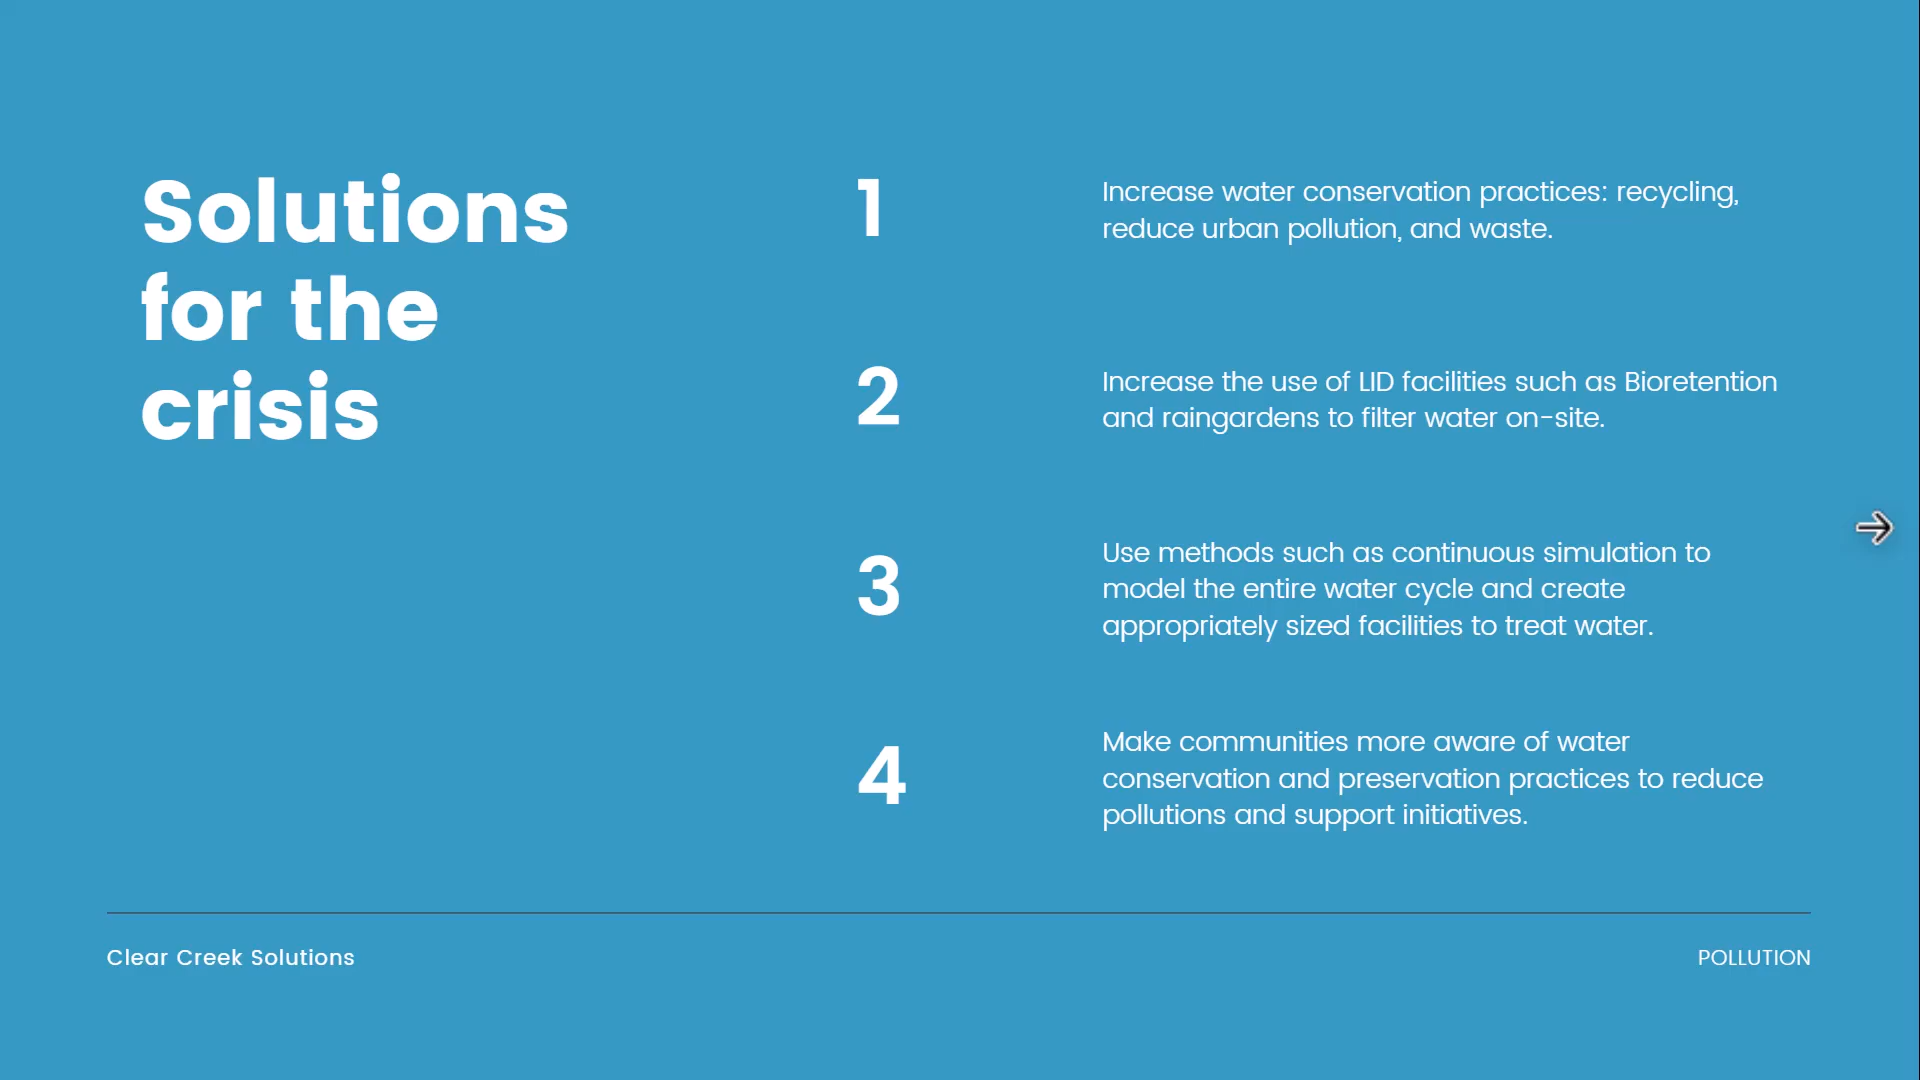 Solutions
for the
crisis
1
Increase water conservation practices: recycling,
reduce urban pollution, and waste.
2
Increase the use of LID facilities such as Bioretention
and raingardens to filter water on-site.
3
Use methods such as continuous simulation to
model the entire water cycle and create
appropriately sized facilities to treat water.
4
Make communities more aware of water
conservation and preservation practices to reduce
pollutions and support initiatives.
Clear Creek Solutions
POLLUTION